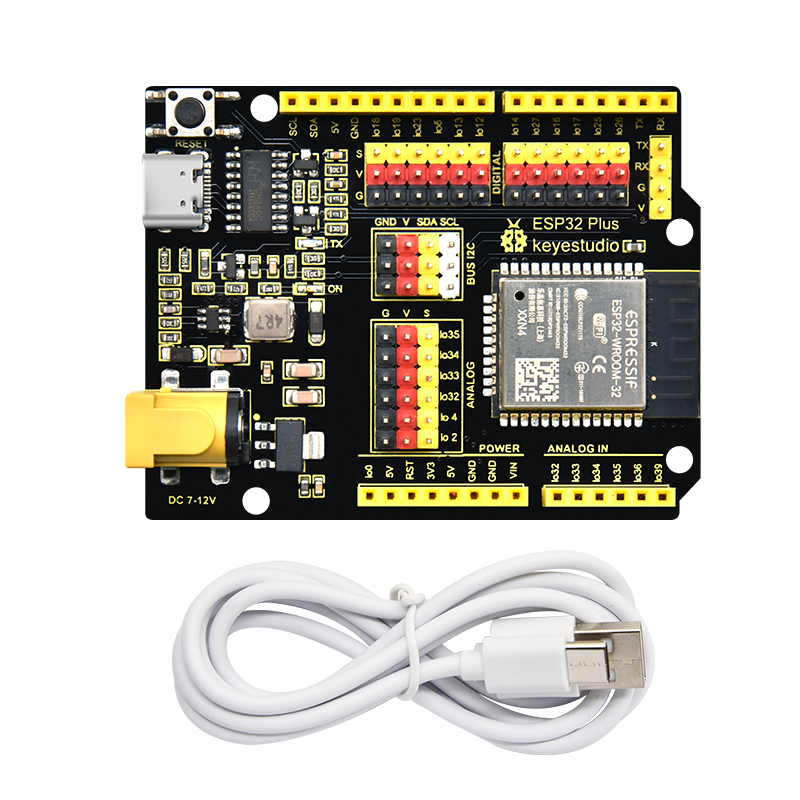 RESET
SCL SDA 5V GND Io18 Io19 Io23 Io5 Io13 Io12
Io14 Io27 Io16 Io17 Io25 Io26 TX RX
S
V
G
DIGITAL
TX
RX
G
V
ESP32 Plus
keyestudio
TX
ON
GND V SDA SCL
BUS I2C
4R7
G V S
Io35
Io34
Io33
Io32
Io 4
Io 2
ANALOG
ESPRESSIF
ESP32-WROOM-32
WiFi
CE
XXN4
DC 7-12V
POWER
Io0 5V RST 3V3 5V GND GND VIN
ANALOG IN
Io32 Io33 Io34 Io35 Io36 Io39